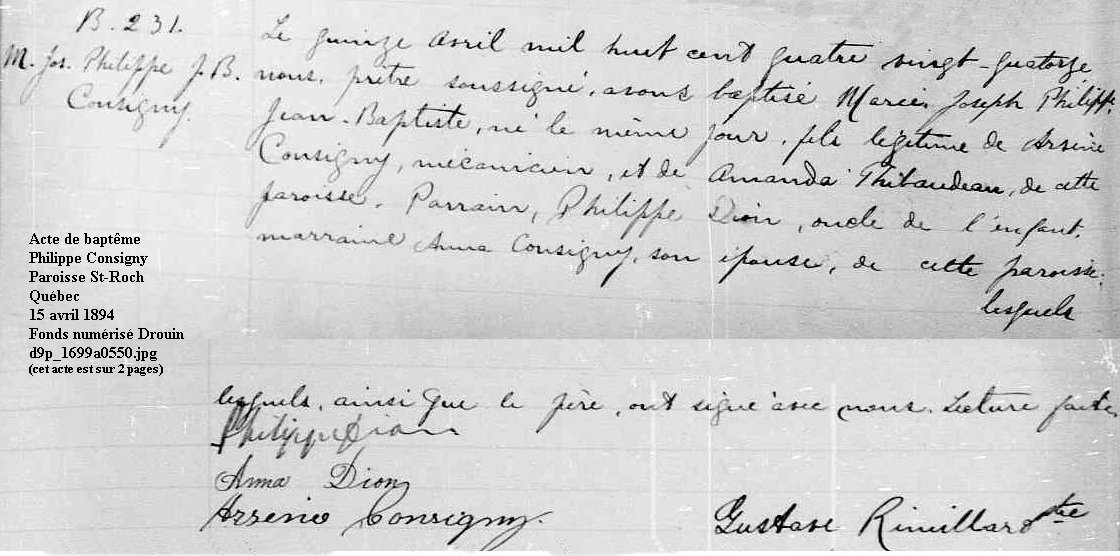 B. 231.
M. Jos. Philippe J. B.
Consigny.
Le quinze avril mil huit cent quatre vingt-quatorze
nous, prêtre soussigné, avons baptisé Marie, Joseph Philippe
Jean-Baptiste, né le même jour, fils légitime de Arsène
Consigny, mécanicien, et de Amanda Thibaudeau, de cette
paroisse. Parrain, Philippe Dion, oncle de l'enfant,
marraine Anna Consigny, son épouse, de cette paroisse,
lesquels
Acte de baptême
Philippe Consigny
Paroisse St-Roch
Québec
15 avril 1894
Fonds numérisé Drouin
d9p_1699a0550.jpg
(cet acte est sur 2 pages)
lesquels, ainsi que le père, ont signé avec nous. Lecture faite.
Philippe Dion
Anna Dion
Arsène Consigny.
Gustave Rimillard ptre